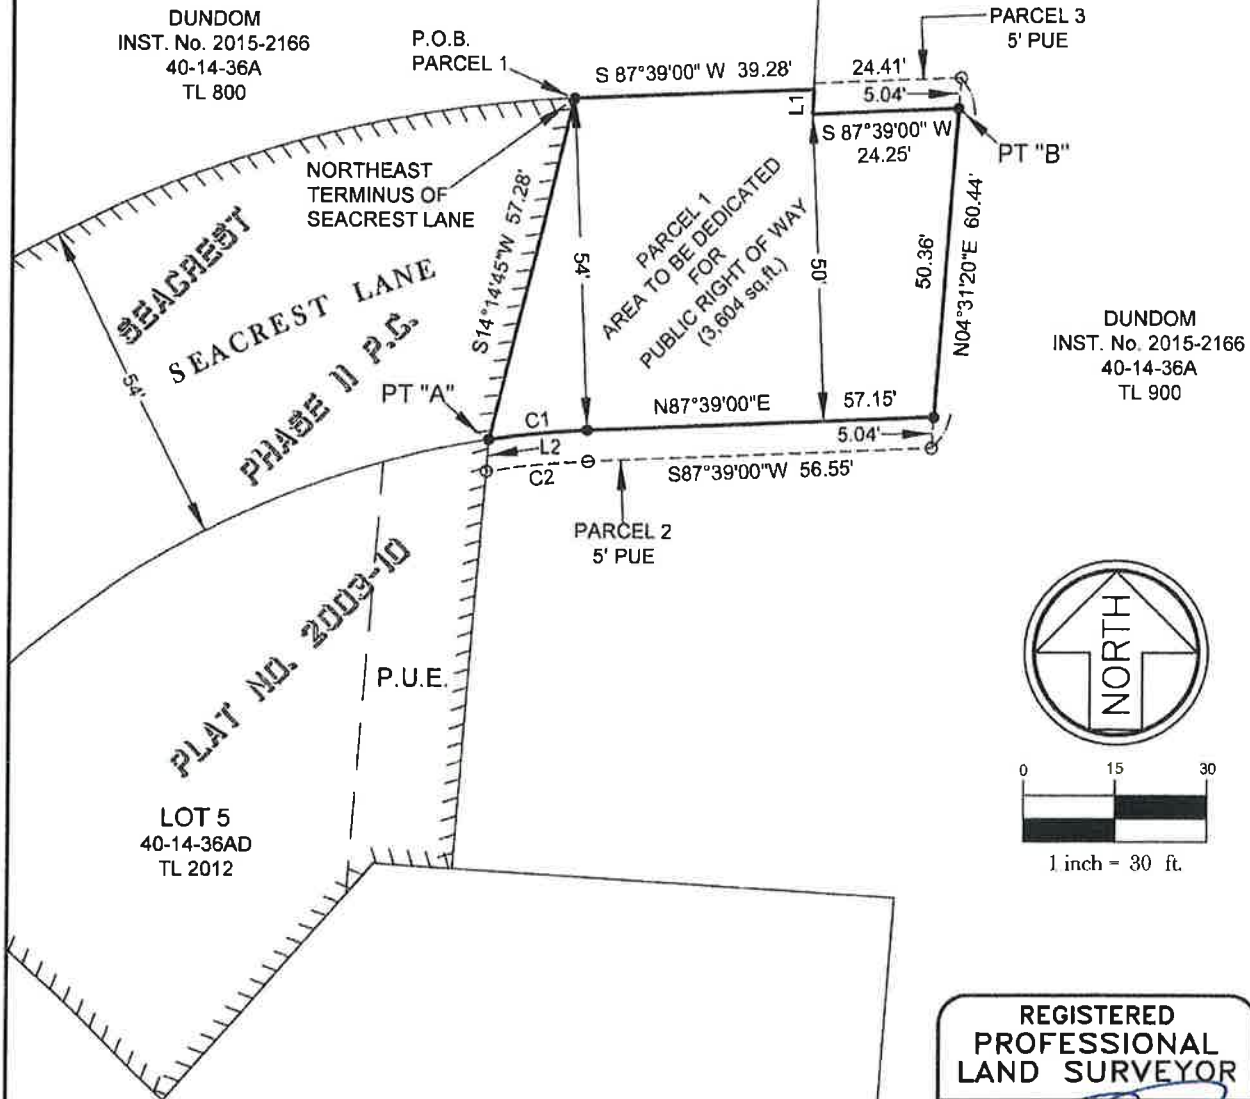 DUNDOM
INST. No. 2015-2166
40-14-36A
TL 800
P.O.B.
PARCEL 1
S 87°39'00" W 39.28'
24.41'
PARCEL 3
5' PUE
5.04'
L1
S 87°39'00" W
24.25'
PT "B"
NORTHEAST
TERMINUS OF
SEACREST LANE
S14°14'45"W 57.28'
54'
PARCEL 1
AREA TO BE DEDICATED
FOR
PUBLIC RIGHT OF WAY
(3,604 sq.ft.)
50'
50.36'
N04°31'20"E 60.44'
SEACREST
SEACREST LANE
PHASE II P.C.
54'
DUNDOM
INST. No. 2015-2166
40-14-36A
TL 900
PT "A"
C1
N87°39'00"E 57.15'
5.04'
L2
C2
S87°39'00"W 56.55'
PARCEL 2
5' PUE
PLAT NO. 2003-10
P.U.E.
LOT 5
40-14-36AD
TL 2012
NORTH
0 15 30
1 inch = 30 ft.
REGISTERED
PROFESSIONAL
LAND SURVEYOR